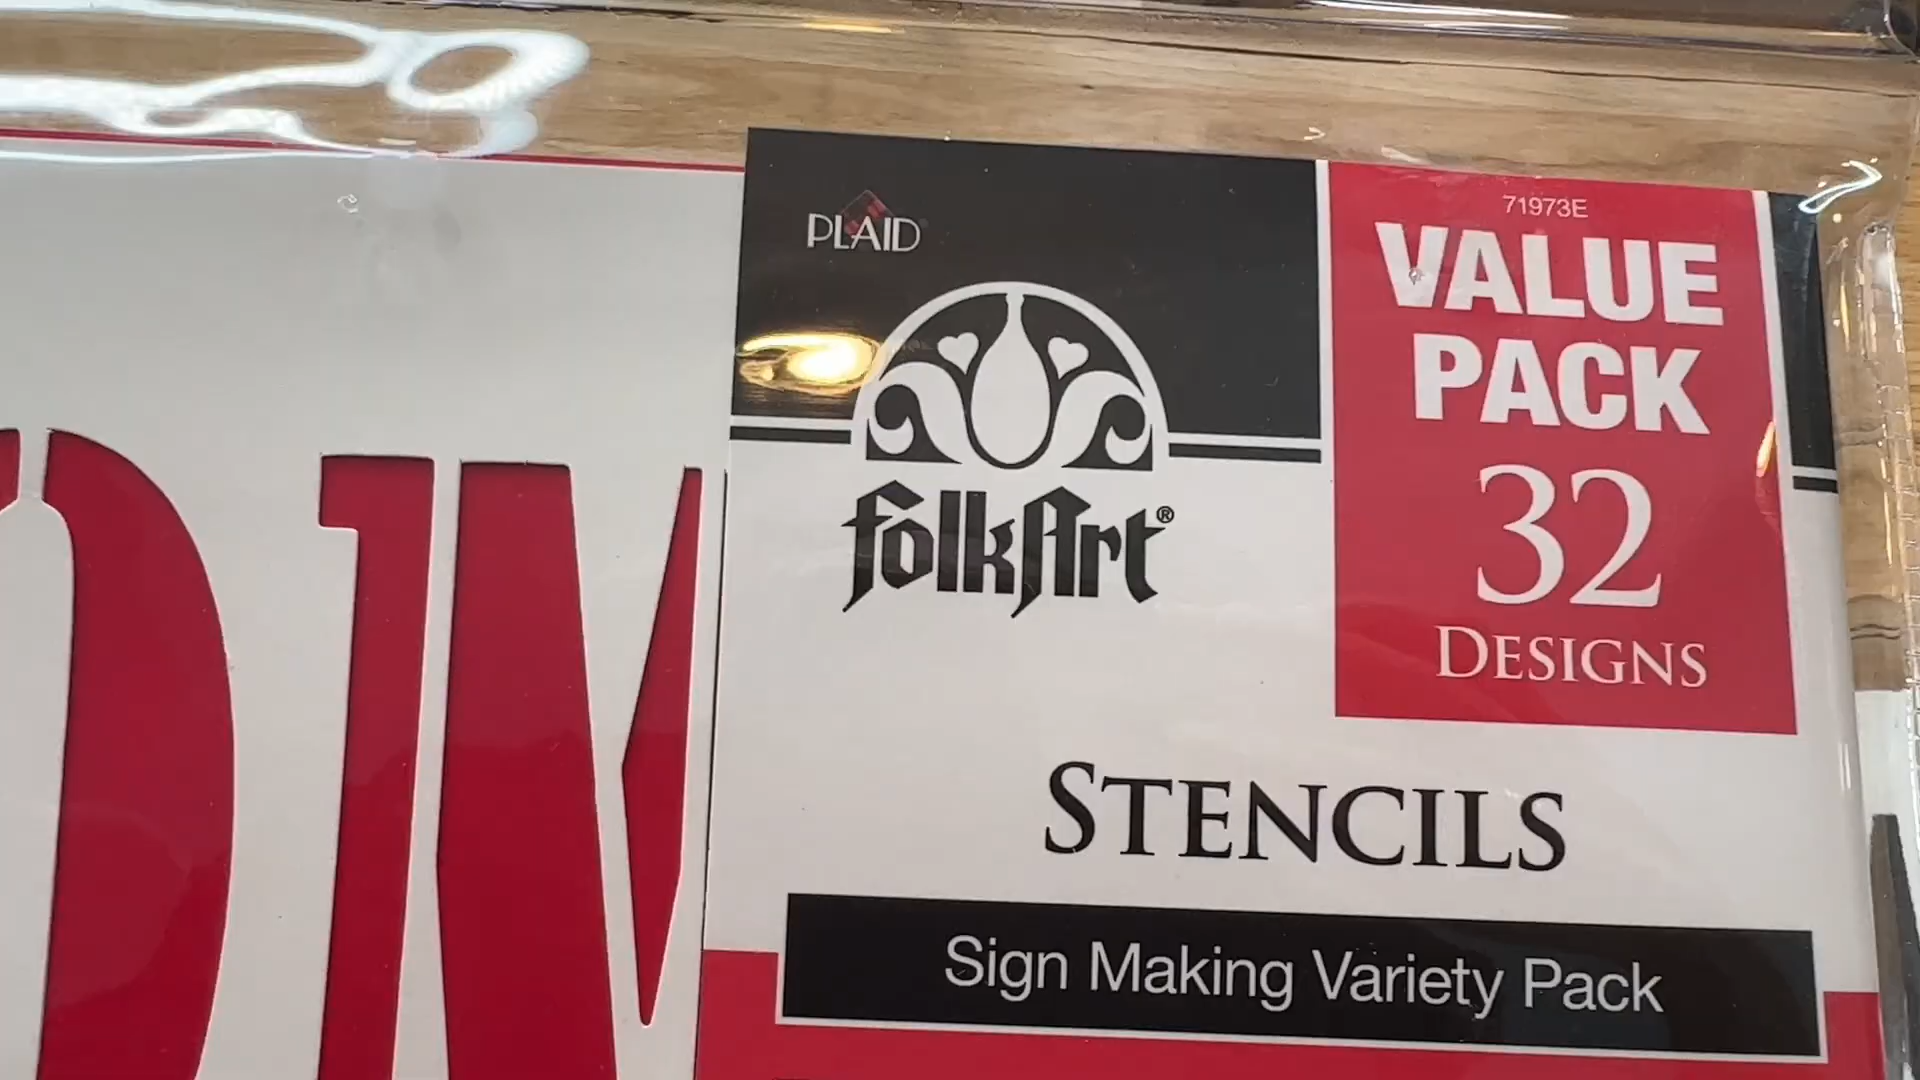 PLAID
folkArt®
71973E
VALUE
PACK
32
DESIGNS
STENCILS
Sign Making Variety Pack